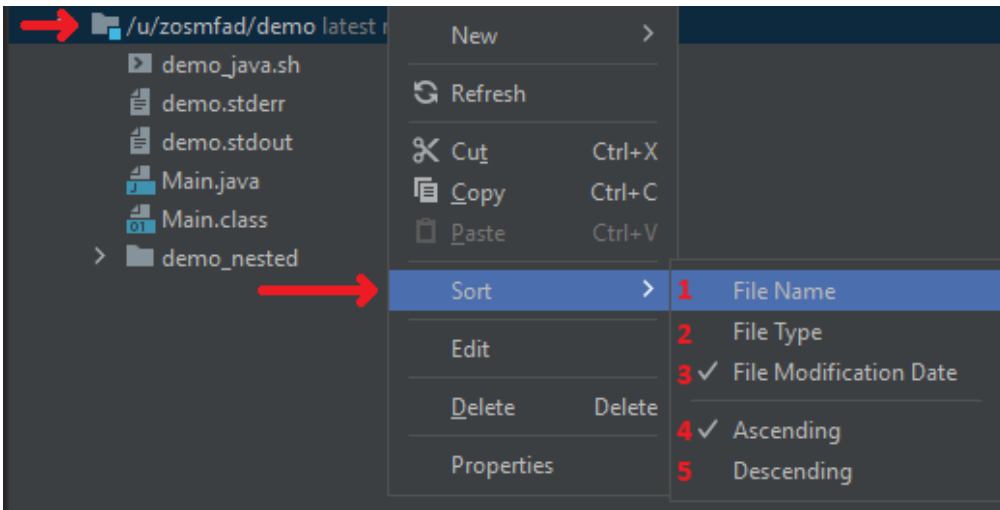 /u/zosmfad/demo latest
demo_java.sh
demo.stderr
demo.stdout
Main.java
Main.class
demo_nested
New
Refresh
Cut Ctrl+X
Copy Ctrl+C
Paste Ctrl+V
Sort
Edit
Delete Delete
Properties
1 File Name
2 File Type
3 File Modification Date
4 Ascending
5 Descending